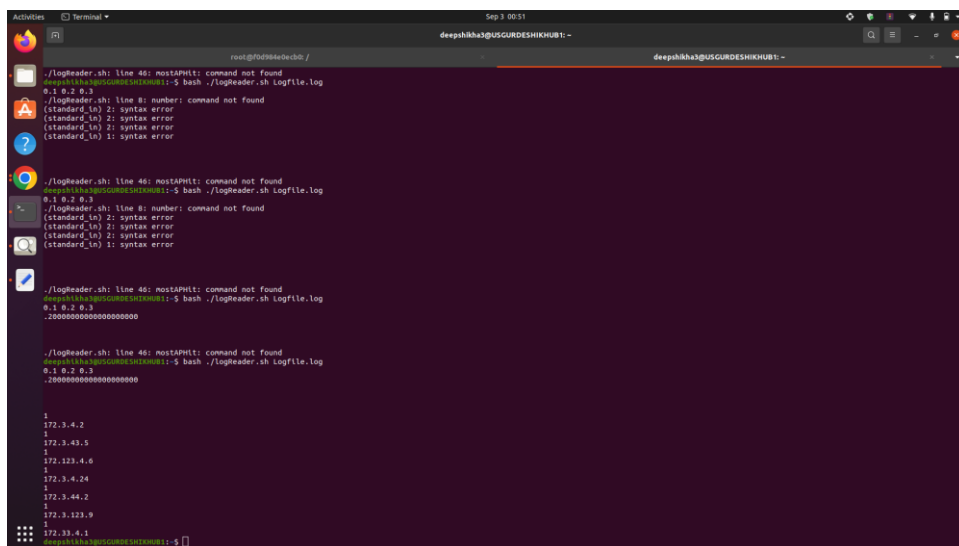 Activities
Terminal
Sep 3 00:51
deepshikha3@USGURDESHIKHUB1: ~
root@f0d984e0ecb0: /
deepshikha3@USGURDESHIKHUB1: ~
./logReader.sh: line 46: mostAPHit: command not found
deepshikha3@USGURDESHIKHUB1:~$ bash ./logReader.sh Logfile.log
0.1 0.2 0.3
./logReader.sh: line 8: number: command not found
(standard_in) 2: syntax error
(standard_in) 2: syntax error
(standard_in) 2: syntax error
(standard_in) 1: syntax error
./logReader.sh: line 46: mostAPHit: command not found
deepshikha3@USGURDESHIKHUB1:~$ bash ./logReader.sh Logfile.log
0.1 0.2 0.3
./logReader.sh: line 8: number: command not found
(standard_in) 2: syntax error
(standard_in) 2: syntax error
(standard_in) 2: syntax error
(standard_in) 1: syntax error
./logReader.sh: line 46: mostAPHit: command not found
deepshikha3@USGURDESHIKHUB1:~$ bash ./logReader.sh Logfile.log
0.1 0.2 0.3
.20000000000000000000
./logReader.sh: line 46: mostAPHit: command not found
deepshikha3@USGURDESHIKHUB1:~$ bash ./logReader.sh Logfile.log
0.1 0.2 0.3
.20000000000000000000
1
172.3.4.2
1
172.3.43.5
1
172.123.4.6
1
172.3.4.24
1
172.3.44.2
1
172.3.123.9
1
172.33.4.1
deepshikha3@USGURDESHIKHUB1:~$